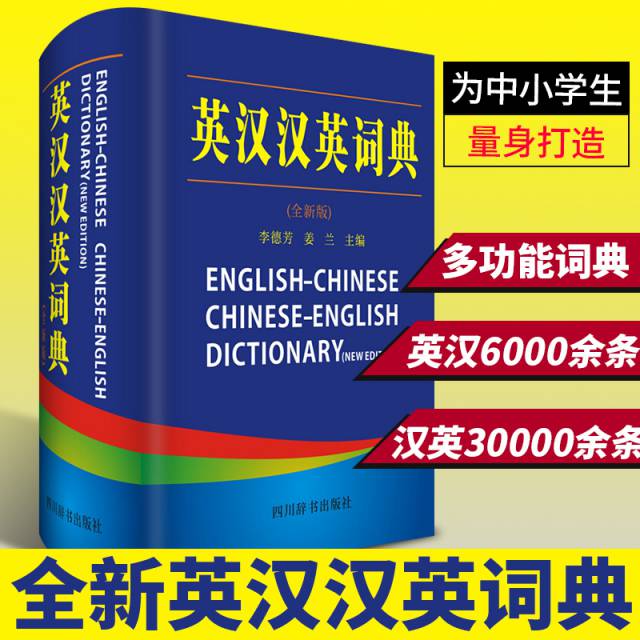 英汉汉英词典
ENGLISH-CHINESE CHINESE-ENGLISH
DICTIONARY(NEW EDITION)
四川辞书出版社
英汉汉英词典
(全新版)
李德芳 姜 兰 主编
ENGLISH-CHINESE
CHINESE-ENGLISH
DICTIONARY(NEW EDI
四川辞书出版社
为中小学生
量身打造
多功能词典
英汉6000余条
汉英30000余条
全新英汉汉英词典